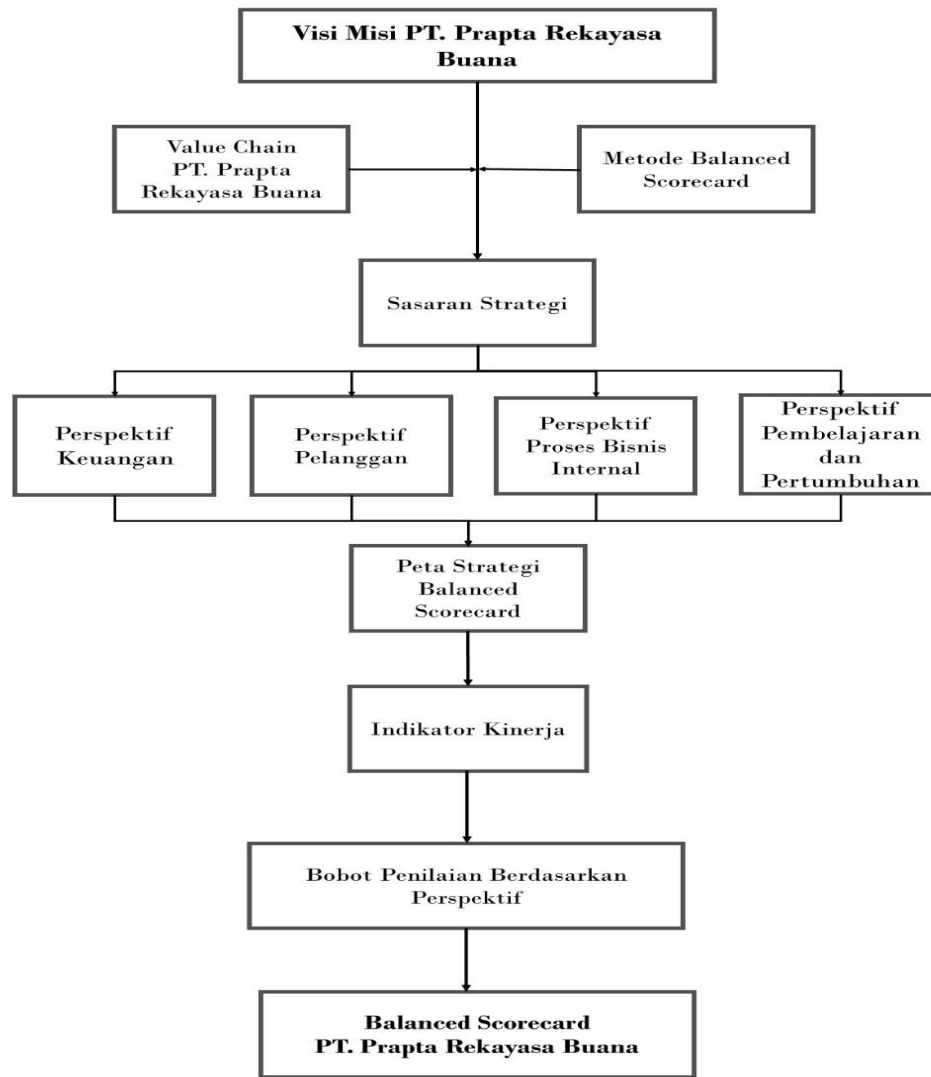 Visi Misi PT. Prapta Rekayasa
Buana
Value Chain
PT. Prapta
Rekayasa Buana
Metode Balanced
Scorecard
Sasaran Strategi
Perspektif
Keuangan
Perspektif
Pelanggan
Perspektif
Proses Bisnis
Internal
Perspektif
Pembelajaran
dan
Pertumbuhan
Peta Strategi
Balanced
Scorecard
Indikator Kinerja
Bobot Penilaian Berdasarkan
Perspektif
Balanced Scorecard
PT. Prapta Rekayasa Buana